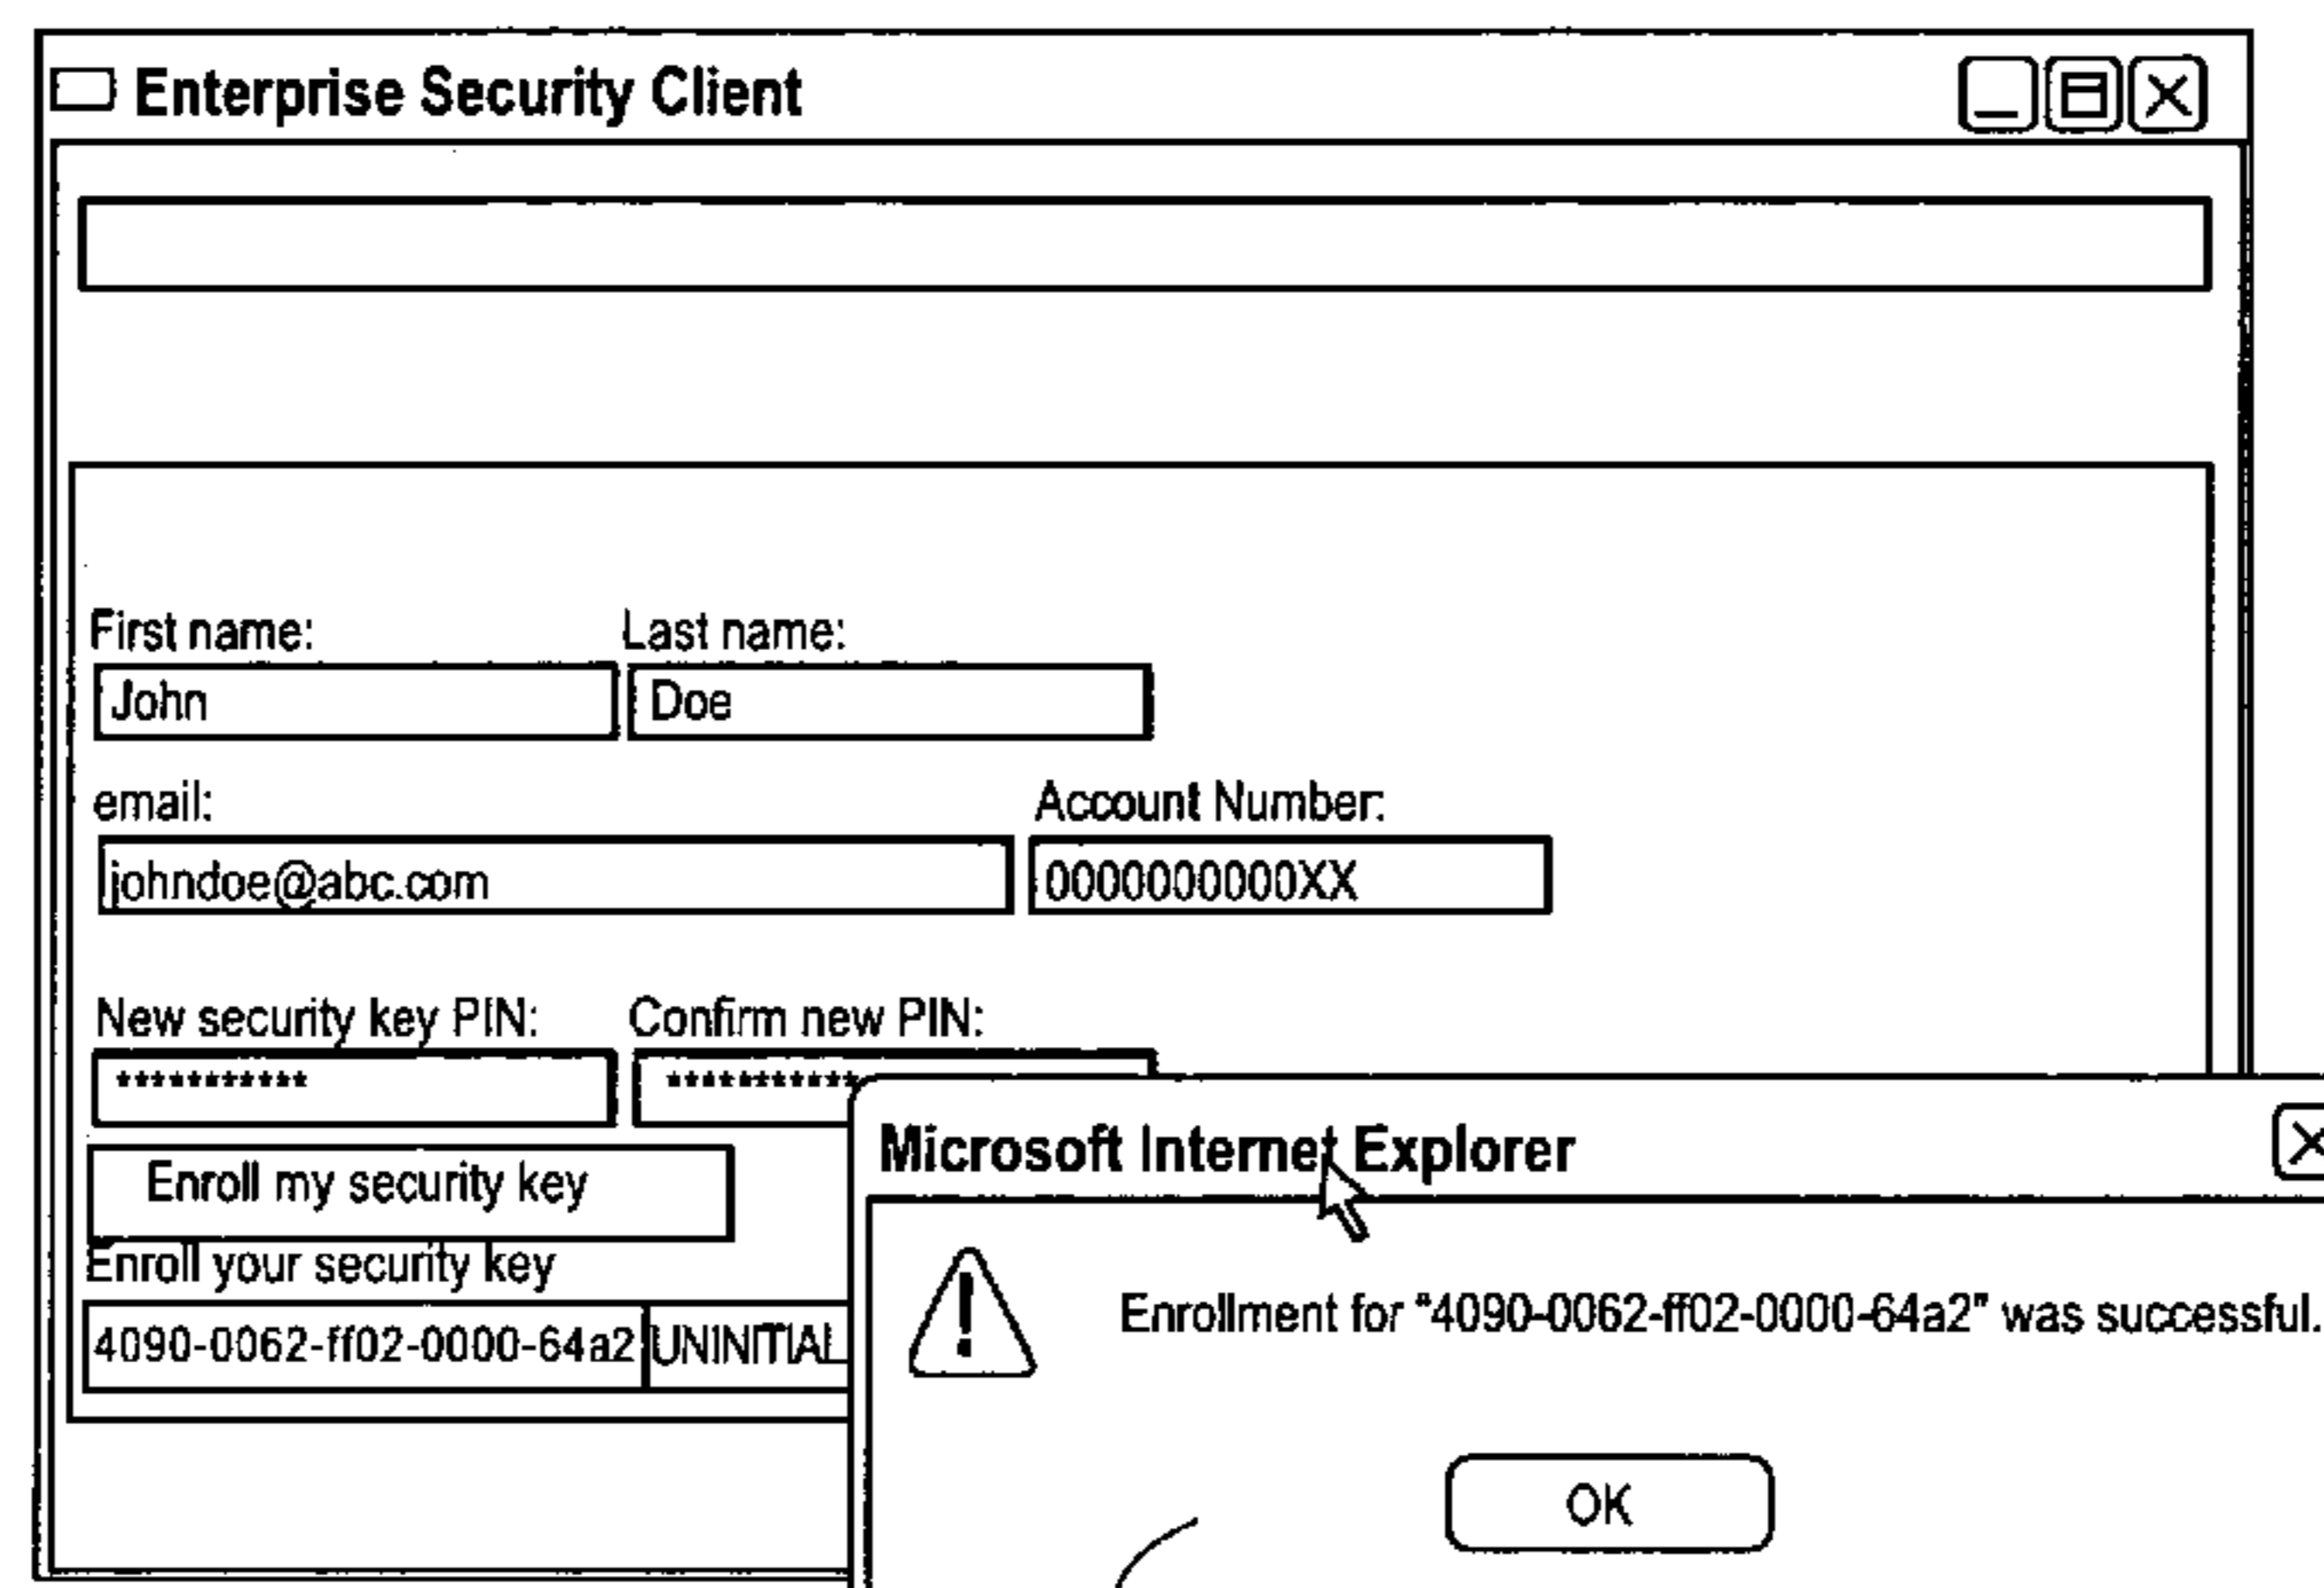 Enterprise Security Client
First name: Last name:
John Doe
email: Account Number:
johndoe@abc.com 0000000000XX
New security key PIN: Confirm new PIN:
*********** ***********
Microsoft Internet Explorer
Enroll my security key
Enroll your security key
Enrollment for "4090-0062-ff02-0000-64a2" was successful.
4090-0062-ff02-0000-64a2 UNINITIAL
OK